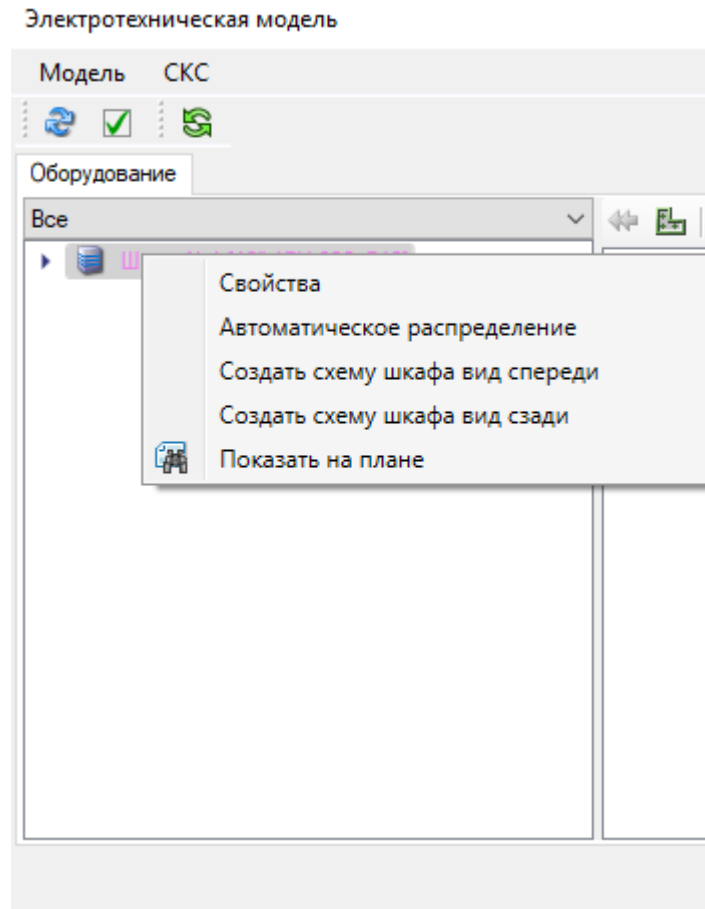 Электротехническая модель
Модель СКС
Оборудование
Все
Свойства
Автоматическое распределение
Создать схему шкафа вид спереди
Создать схему шкафа вид сзади
Показать на плане